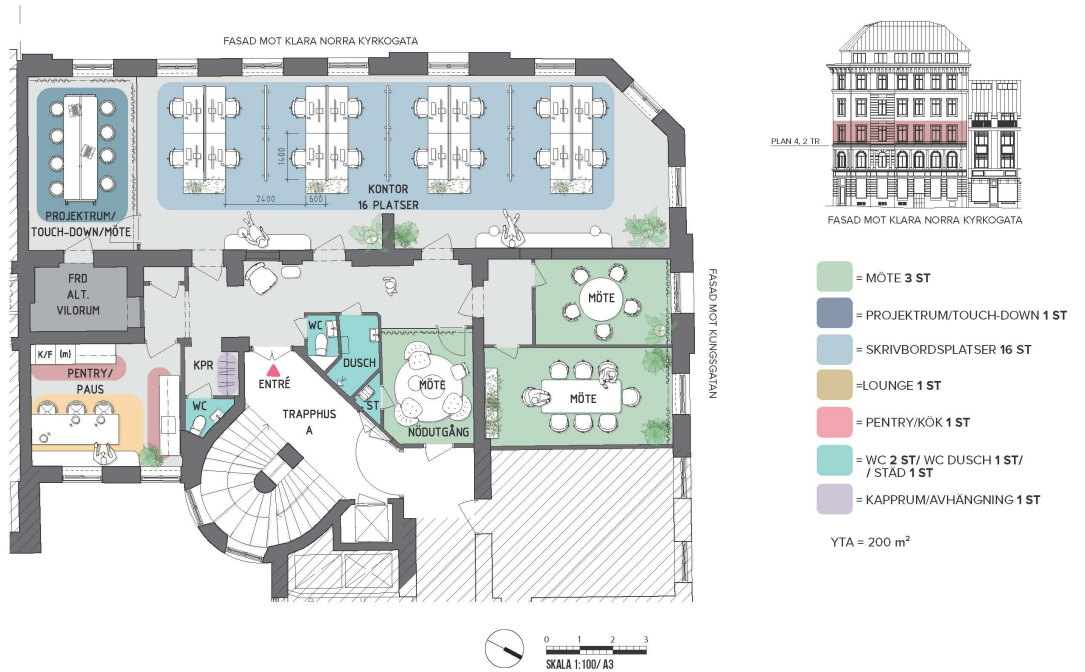 FASAD MOT KLARA NORRA KYRKOGATA
1400
2400
600
KONTOR
16 PLATSER
PROJEKTRUM/
TOUCH-DOWN/MÖTE
FRD
ALT.
VILORUM
K/F
(m)
PENTRY/
PAUS
KPR
WC
WC
DUSCH
ST
ENTRÉ
TRAPPHUS
A
MÖTE
NÖDUTGÅNG
MÖTE
MÖTE
FASAD MOT KUNGSGATAN
PLAN 4, 2 TR
FASAD MOT KLARA NORRA KYRKOGATA
= MÖTE 3 ST
= PROJEKTRUM/TOUCH-DOWN 1 ST
= SKRIVBORDSPLATSER 16 ST
=LOUNGE 1 ST
= PENTRY/KÖK 1 ST
= WC 2 ST/ WC DUSCH 1 ST/
/ STÄD 1 ST
= KAPPRUM/AVHÄNGNING 1 ST
YTA = 200 m²
0 1 2 3
SKALA 1:100/ A3